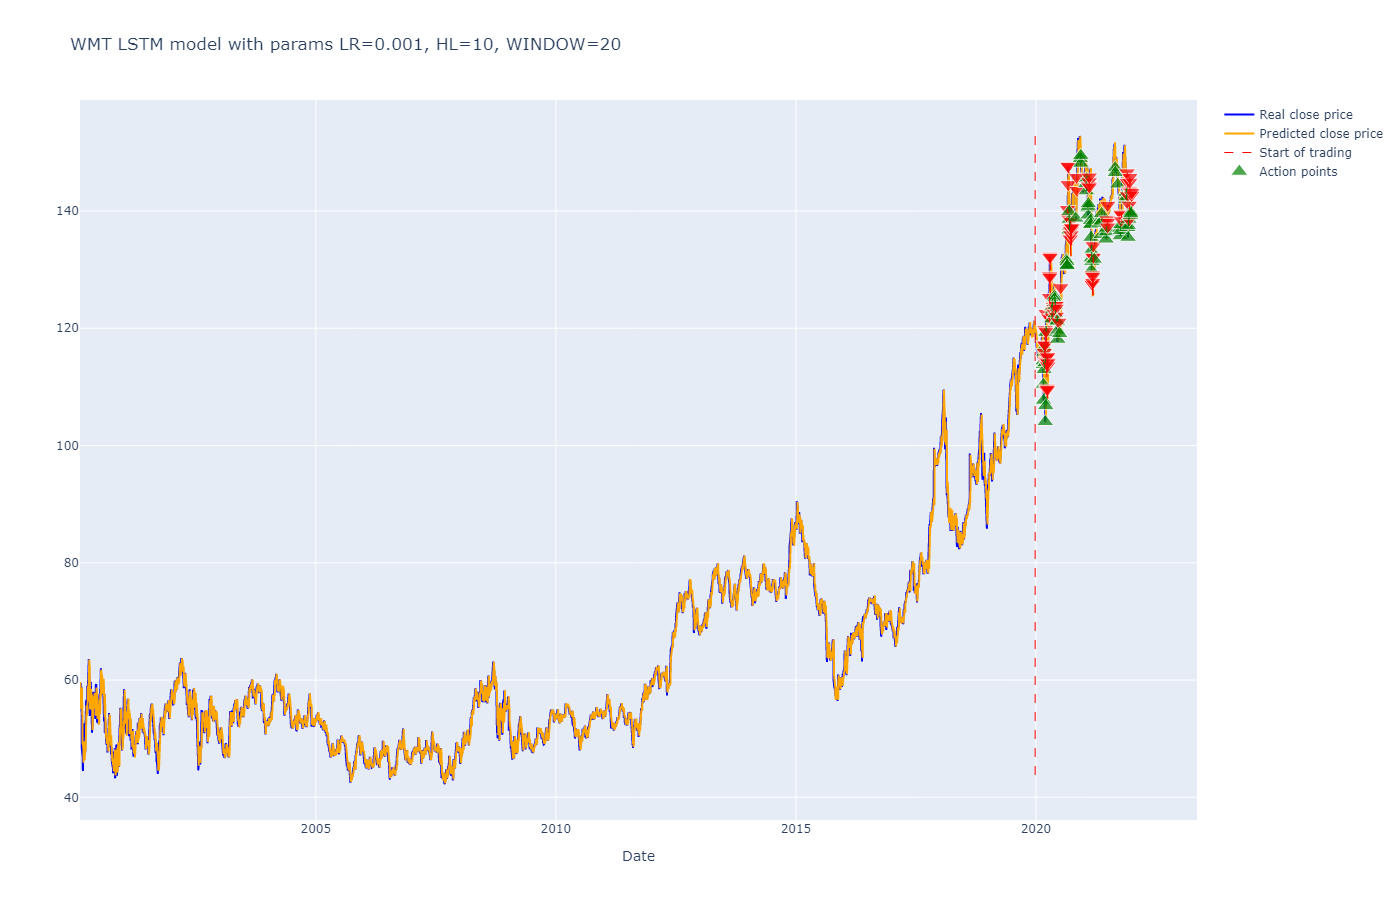 WMT LSTM model with params LR=0.001, HL=10, WINDOW=20
Real close price
Predicted close price
Start of trading
Action points
140
120
100
80
60
40
2005
2010
2015
2020
Date